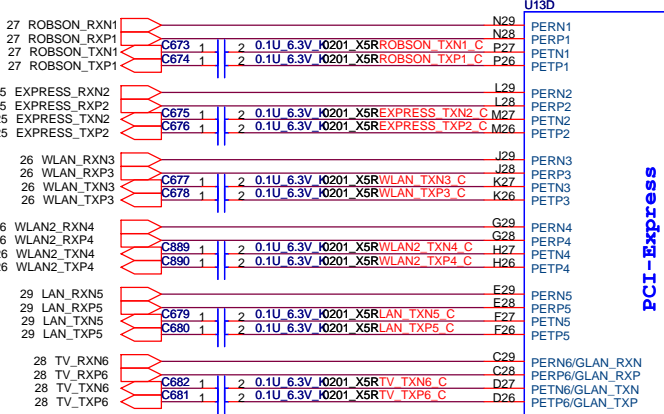 U13D
27 ROBSON_RXN1 N29 PERN1
27 ROBSON_RXP1 N28 PERP1
27 ROBSON_TXN1 C673 1 2 0.1U_6.3V_K0201_X5R ROBSON_TXN1_C P27 PETN1
27 ROBSON_TXP1 C674 1 2 0.1U_6.3V_K0201_X5R ROBSON_TXP1_C P26 PETP1
5 EXPRESS_RXN2 L29 PERN2
5 EXPRESS_RXP2 L28 PERP2
25 EXPRESS_TXN2 C675 1 2 0.1U_6.3V_K0201_X5R EXPRESS_TXN2_C M27 PETN2
25 EXPRESS_TXP2 C676 1 2 0.1U_6.3V_K0201_X5R EXPRESS_TXP2_C M26 PETP2
26 WLAN_RXN3 J29 PERN3
26 WLAN_RXP3 J28 PERP3
26 WLAN_TXN3 C677 1 2 0.1U_6.3V_K0201_X5R WLAN_TXN3_C K27 PETN3
26 WLAN_TXP3 C678 1 2 0.1U_6.3V_K0201_X5R WLAN_TXP3_C K26 PETP3
PCI-Express
6 WLAN2_RXN4 G29 PERN4
6 WLAN2_RXP4 G28 PERP4
26 WLAN2_TXN4 C889 1 2 0.1U_6.3V_K0201_X5R WLAN2_TXN4_C H27 PETN4
26 WLAN2_TXP4 C890 1 2 0.1U_6.3V_K0201_X5R WLAN2_TXP4_C H26 PETP4
29 LAN_RXN5 E29 PERN5
29 LAN_RXP5 E28 PERP5
29 LAN_TXN5 C679 1 2 0.1U_6.3V_K0201_X5R LAN_TXN5_C F27 PETN5
29 LAN_TXP5 C680 1 2 0.1U_6.3V_K0201_X5R LAN_TXP5_C F26 PETP5
28 TV_RXN6 C29 PERN6/GLAN_RXN
28 TV_RXP6 C28 PERP6/GLAN_RXP
28 TV_TXN6 C682 1 2 0.1U_6.3V_K0201_X5R TV_TXN6_C D27 PETN6/GLAN_TXN
28 TV_TXP6 C681 1 2 0.1U_6.3V_K0201_X5R TV_TXP6_C D26 PETP6/GLAN_TXP